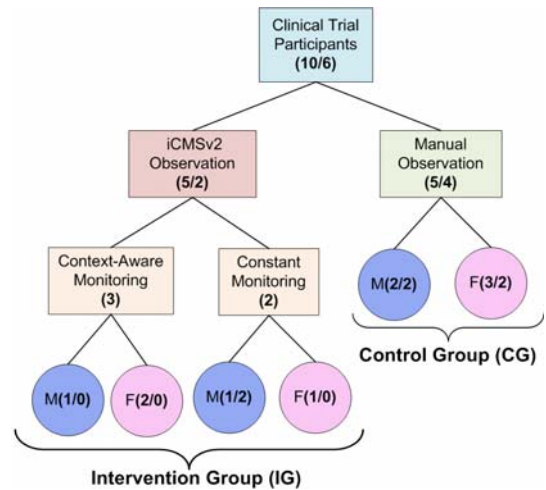 Clinical Trial
Participants
(10/6)
iCMSv2
Observation
(5/2)
Manual
Observation
(5/4)
Context-Aware
Monitoring
(3)
Constant
Monitoring
(2)
M(2/2)
F(3/2)
Control Group (CG)
M(1/0)
F(2/0)
M(1/2)
F(1/0)
Intervention Group (IG)